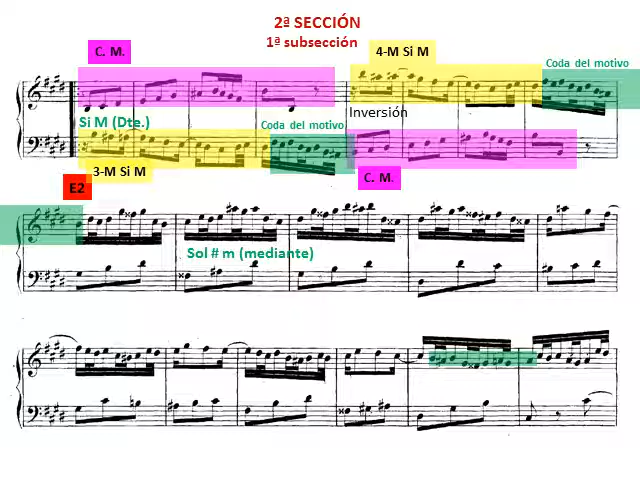 2ª SECCIÓN
1ª subsección
C. M.
4-M Si M
Coda del motivo
Inversión
Si M (Dte.)
Coda del motivo
3-M Si M
C. M.
E2
Sol # m (mediante)